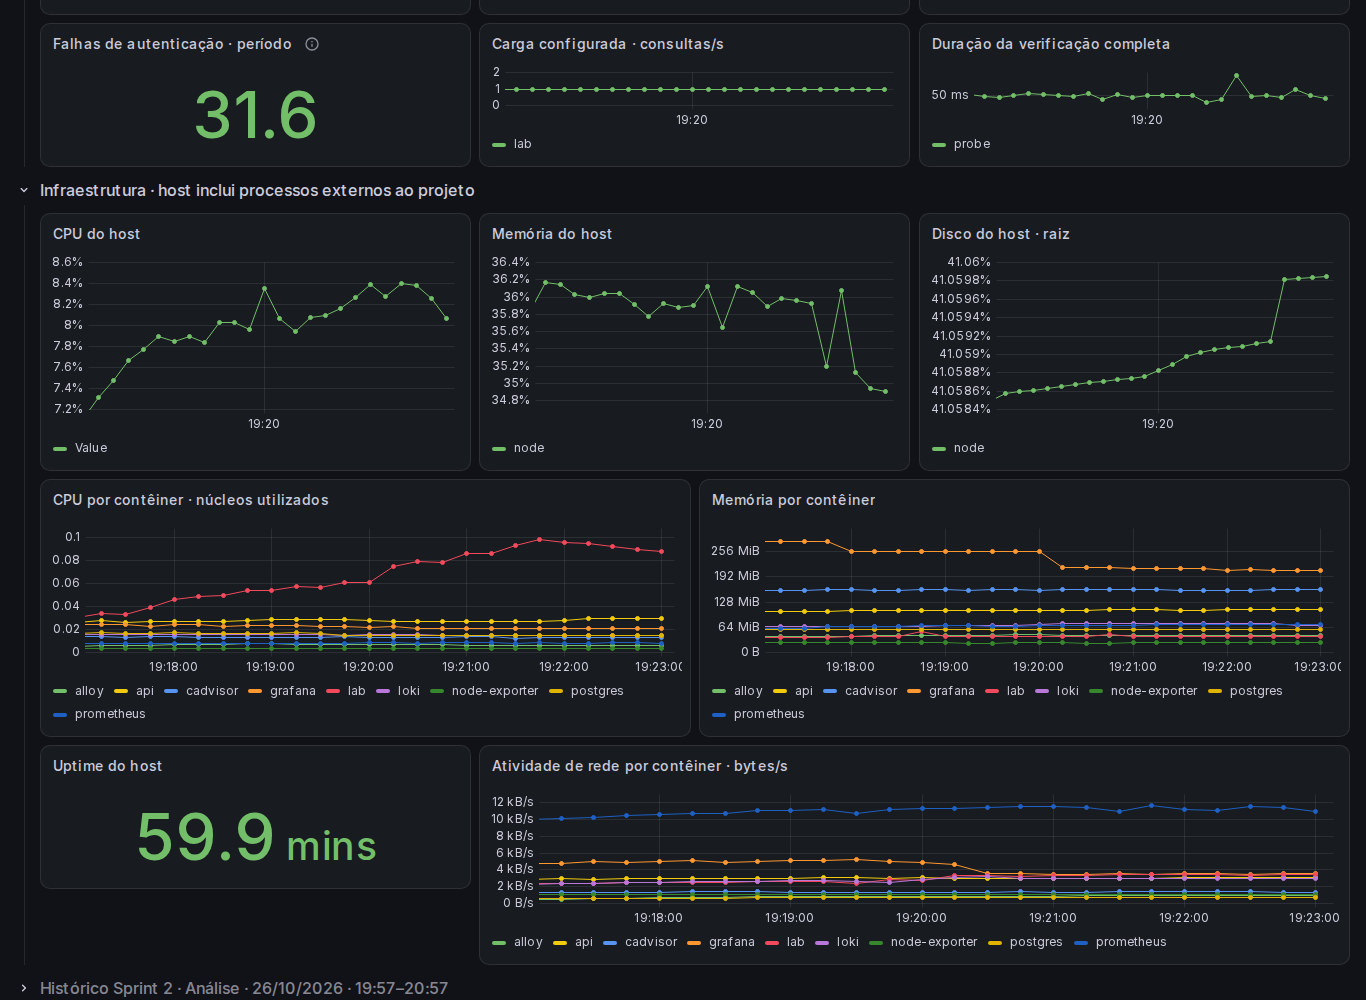 Falhas de autenticação · período
31.6
Carga configurada · consultas/s
2
1
0
19:20
lab
Duração da verificação completa
50 ms
19:20
probe
Infraestrutura · host inclui processos externos ao projeto
CPU do host
8.6%
8.4%
8.2%
8%
7.8%
7.6%
7.4%
7.2%
19:20
Value
Memória do host
36.4%
36.2%
36%
35.8%
35.6%
35.4%
35.2%
35%
34.8%
19:20
node
Disco do host · raiz
41.06%
41.0598%
41.0596%
41.0594%
41.0592%
41.059%
41.0588%
41.0586%
41.0584%
19:20
node
CPU por contêiner · núcleos utilizados
0.1
0.08
0.06
0.04
0.02
0
19:18:00 19:19:00 19:20:00 19:21:00 19:22:00 19:23:00
alloy api cadvisor grafana lab loki node-exporter postgres
prometheus
Memória por contêiner
256 MiB
192 MiB
128 MiB
64 MiB
0 B
19:18:00 19:19:00 19:20:00 19:21:00 19:22:00 19:23:00
alloy api cadvisor grafana lab loki node-exporter postgres
prometheus
Uptime do host
59.9 mins
Atividade de rede por contêiner · bytes/s
12 kB/s
10 kB/s
8 kB/s
6 kB/s
4 kB/s
2 kB/s
0 B/s
19:18:00 19:19:00 19:20:00 19:21:00 19:22:00 19:23:00
alloy api cadvisor grafana lab loki node-exporter postgres prometheus
Histórico Sprint 2 · Análise · 26/10/2026 · 19:57–20:57